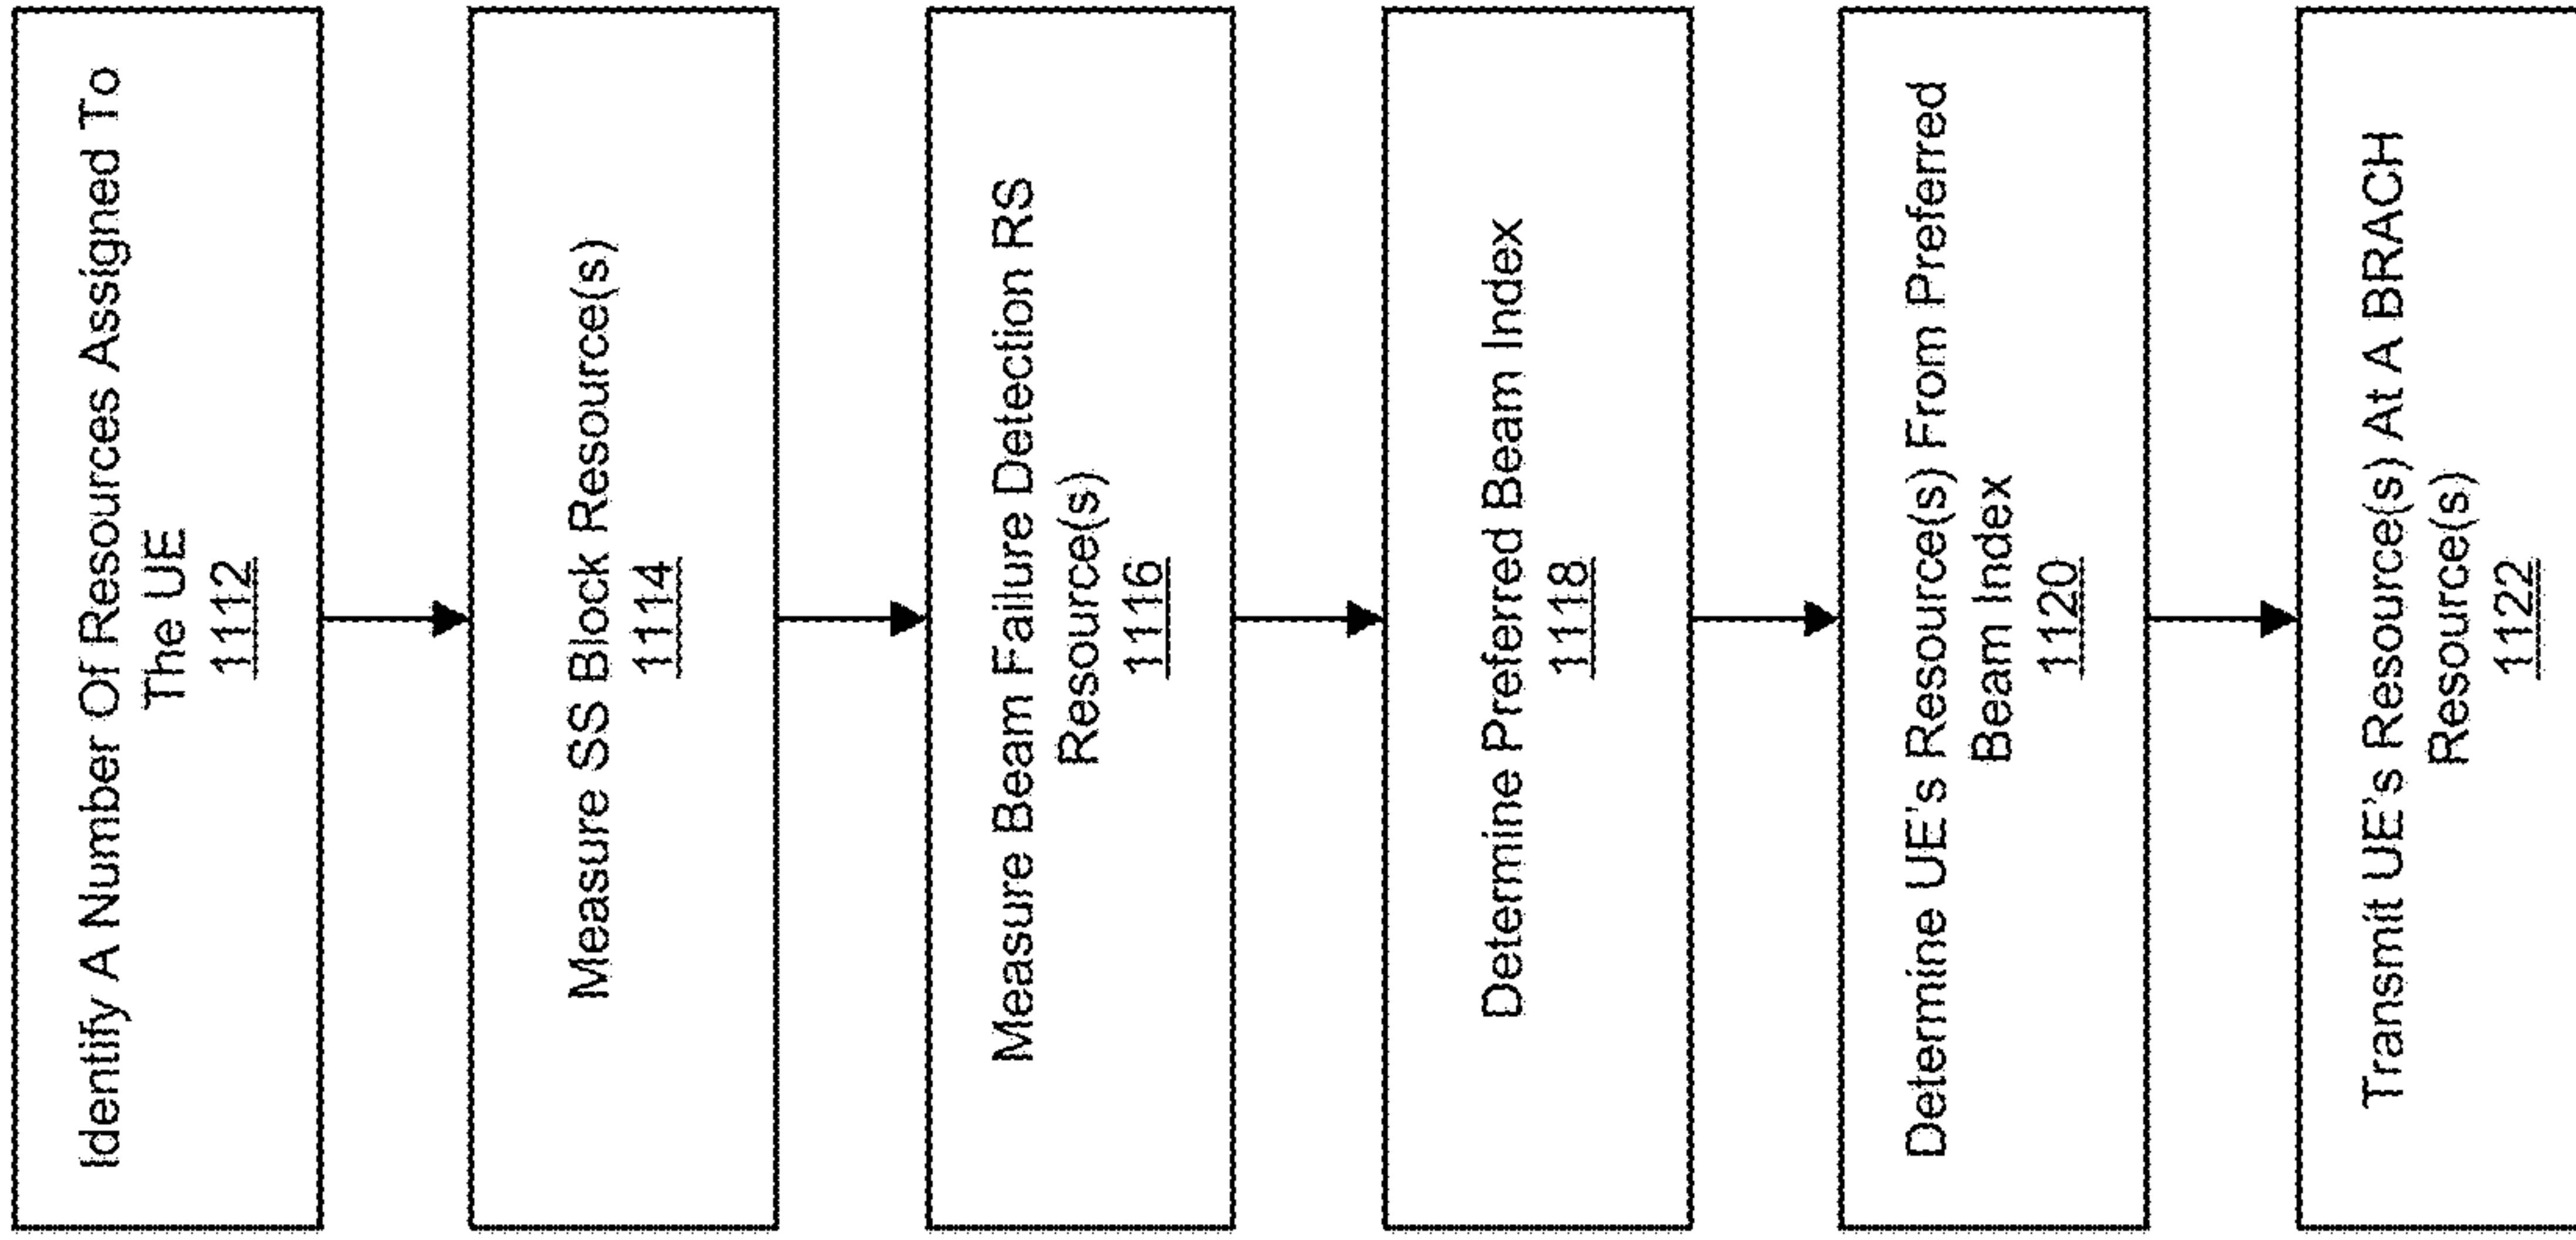 Identify A Number Of Resources Assigned To
The UE
1112
Measure SS Block Resource(s)
1114
Measure Beam Failure Detection RS
Resource(s)
1116
Determine Preferred Beam Index
1118
Determine UE's Resource(s) From Preferred
Beam Index
1120
Transmit UE's Resource(s) At A BRACH
Resource(s)
1122